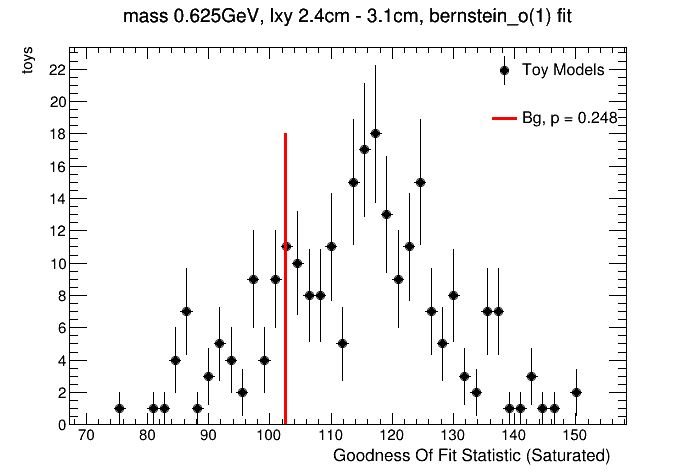 mass 0.625GeV, lxy 2.4cm - 3.1cm, bernstein_o(1) fit
toys
Toy Models
Bg, p = 0.248
22
20
18
16
14
12
10
8
6
4
2
0
70 80 90 100 110 120 130 140 150
Goodness Of Fit Statistic (Saturated)